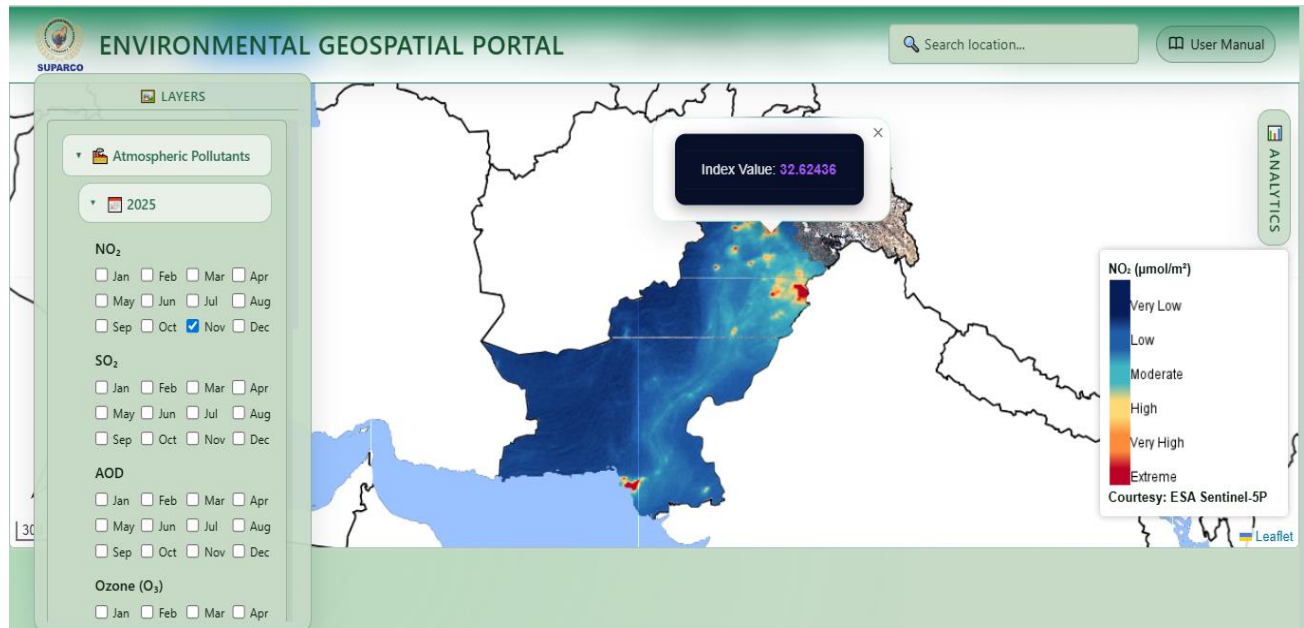 SUPARCO
ENVIRONMENTAL GEOSPATIAL PORTAL
Search location...
User Manual
LAYERS
Atmospheric Pollutants
2025
NO₂
Jan Feb Mar Apr
May Jun Jul Aug
Sep Oct Nov Dec
SO₂
Jan Feb Mar Apr
May Jun Jul Aug
Sep Oct Nov Dec
AOD
Jan Feb Mar Apr
May Jun Jul Aug
Sep Oct Nov Dec
Ozone (O₃)
Jan Feb Mar Apr
Index Value: 32.62436
ANALYTICS
NO₂ (μmol/m²)
Very Low
Low
Moderate
High
Very High
Extreme
Courtesy: ESA Sentinel-5P
Leaflet